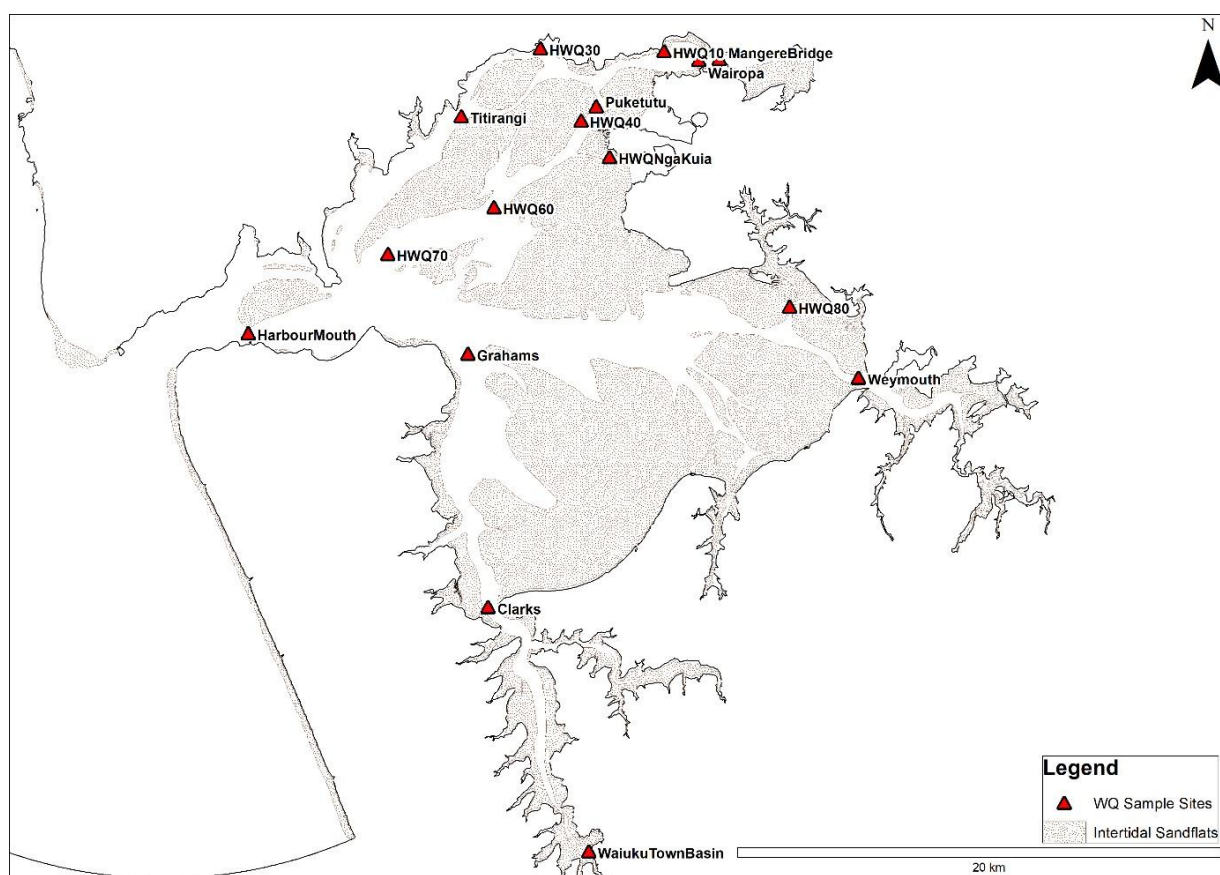 N
HWQ30
HWQ10 MangereBridge
Wairopa
Puketutu
Titirangi
HWQ40
HWQNgaKuia
HWQ60
HWQ70
HWQ80
HarbourMouth
Grahams
Weymouth
Clarks
Legend
WQ Sample Sites
Intertidal Sandflats
WaiukuTownBasin
20 km